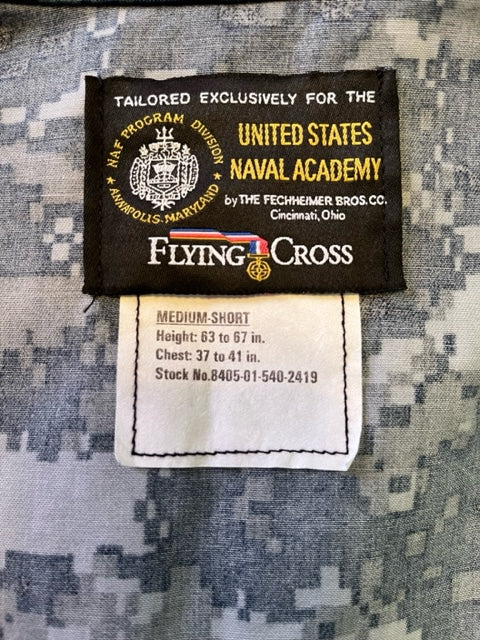 TAILORED EXCLUSIVELY FOR THE
★ NAF PROGRAM DIVISION ★
ANNAPOLIS, MARYLAND
UNITED STATES
NAVAL ACADEMY
by THE FECHHEIMER BROS. CO.
Cincinnati, Ohio
FLYING CROSS
MEDIUM-SHORT
Height: 63 to 67 in.
Chest: 37 to 41 in.
Stock No.8405-01-540-2419